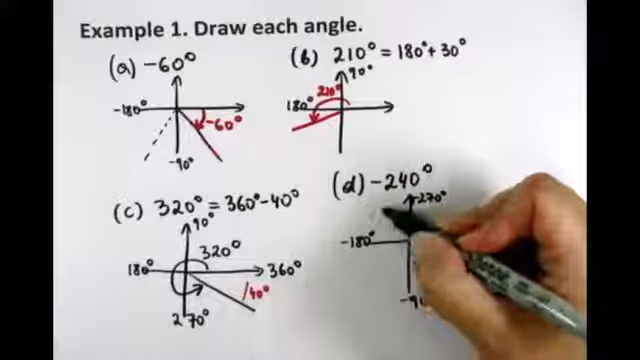 Example 1. Draw each angle.
(a) -60°
-180°
-60°
-90°
(b) 210° = 180° + 30°
90°
210°
180°
(c) 320° = 360° - 40°
90°
320°
180°
360°
40°
270°
(d) -240°
-270°
-180°